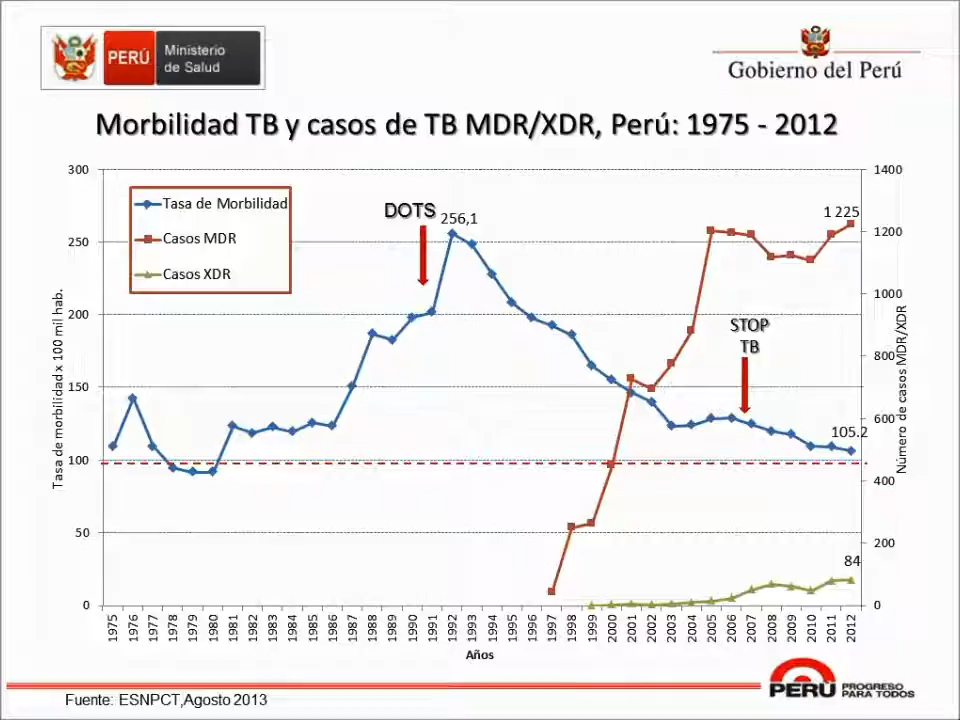 PERÚ
Ministerio
de Salud
Gobierno del Perú
Morbilidad TB y casos de TB MDR/XDR, Perú: 1975 - 2012
300
250
200
150
100
50
0
Tasa de morbilidad x 100 mil hab.
Tasa de Morbilidad
Casos MDR
Casos XDR
DOTS
256,1
STOP
TB
1 225
105.2
84
1400
1200
1000
800
600
400
200
0
Número de casos MDR/XDR
1975 1976 1977 1978 1979 1980 1981 1982 1983 1984 1985 1986 1987 1988 1989 1990 1991 1992 1993 1994 1995 1996 1997 1998 1999 2000 2001 2002 2003 2004 2005 2006 2007 2008 2009 2010 2011 2012
Años
Fuente: ESNPCT,Agosto 2013
PERÚ
PROGRESO
PARA TODOS